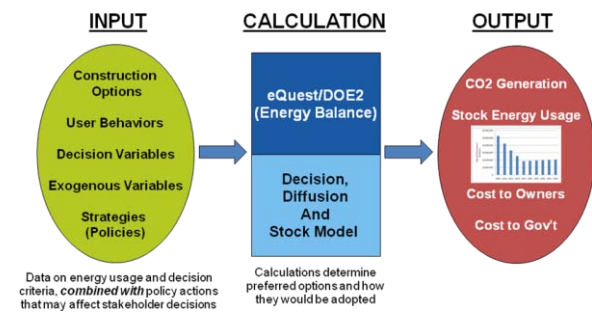 INPUT
Construction
Options
User Behaviors
Decision Variables
Exogenous Variables
Strategies
(Policies)
Data on energy usage and decision
criteria, combined with policy actions
that may affect stakeholder decisions
CALCULATION
eQuest/DOE2
(Energy Balance)
Decision,
Diffusion
And
Stock Model
Calculations determine
preferred options and how
they would be adopted
OUTPUT
CO2 Generation
Stock Energy Usage
Cost to Owners
Cost to Gov't